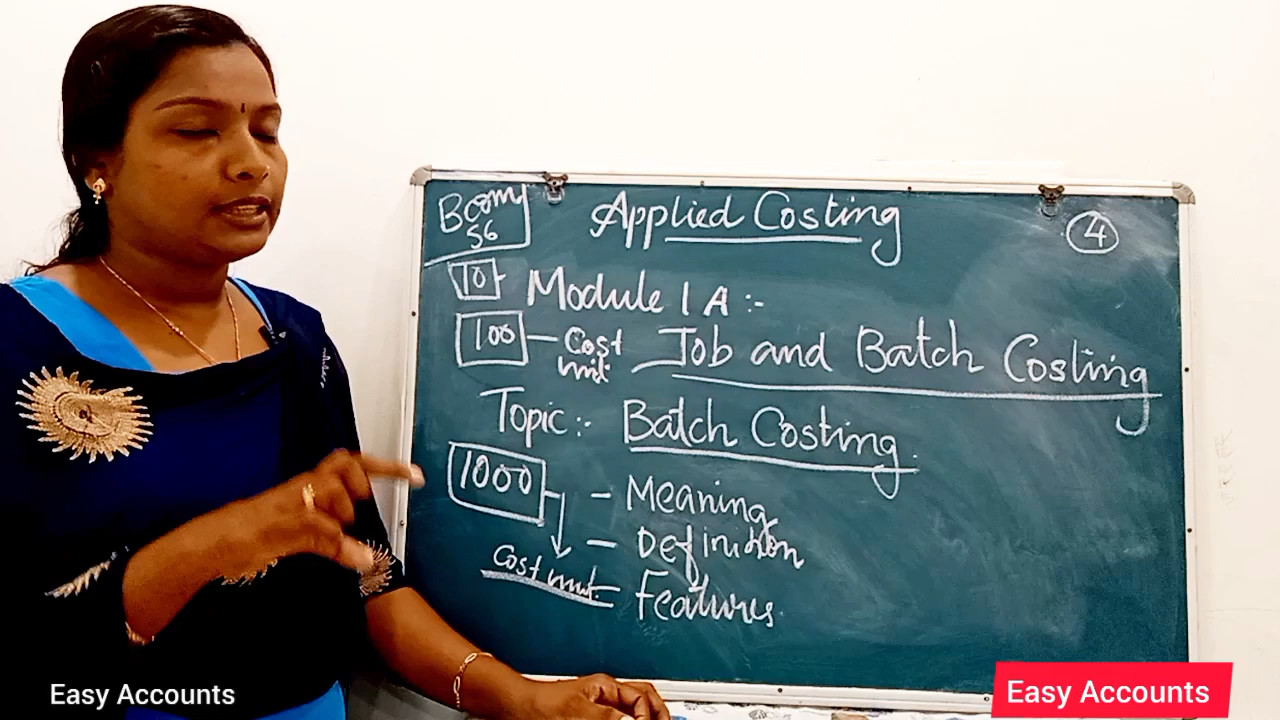 Bcom
S6
Applied Costing
4
10
Module 1 A :-
100 - Cost unit
Job and Batch Costing
Topic :- Batch Costing.
1000
- Meaning
- Definition
Cost unit
- Features.
Easy Accounts
Easy Accounts